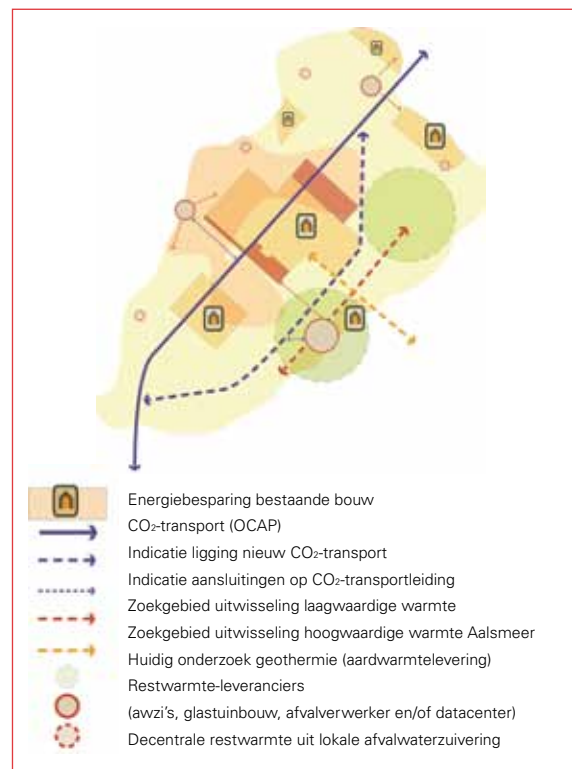 Energiebesparing bestaande bouw
CO₂-transport (OCAP)
Indicatie ligging nieuw CO₂-transport
Indicatie aansluitingen op CO₂-transportleiding
Zoekgebied uitwisseling laagwaardige warmte
Zoekgebied uitwisseling hoogwaardige warmte Aalsmeer
Huidig onderzoek geothermie (aardwarmtelevering)
Restwarmte-leveranciers
(awzi's, glastuinbouw, afvalverwerker en/of datacenter)
Decentrale restwarmte uit lokale afvalwaterzuivering